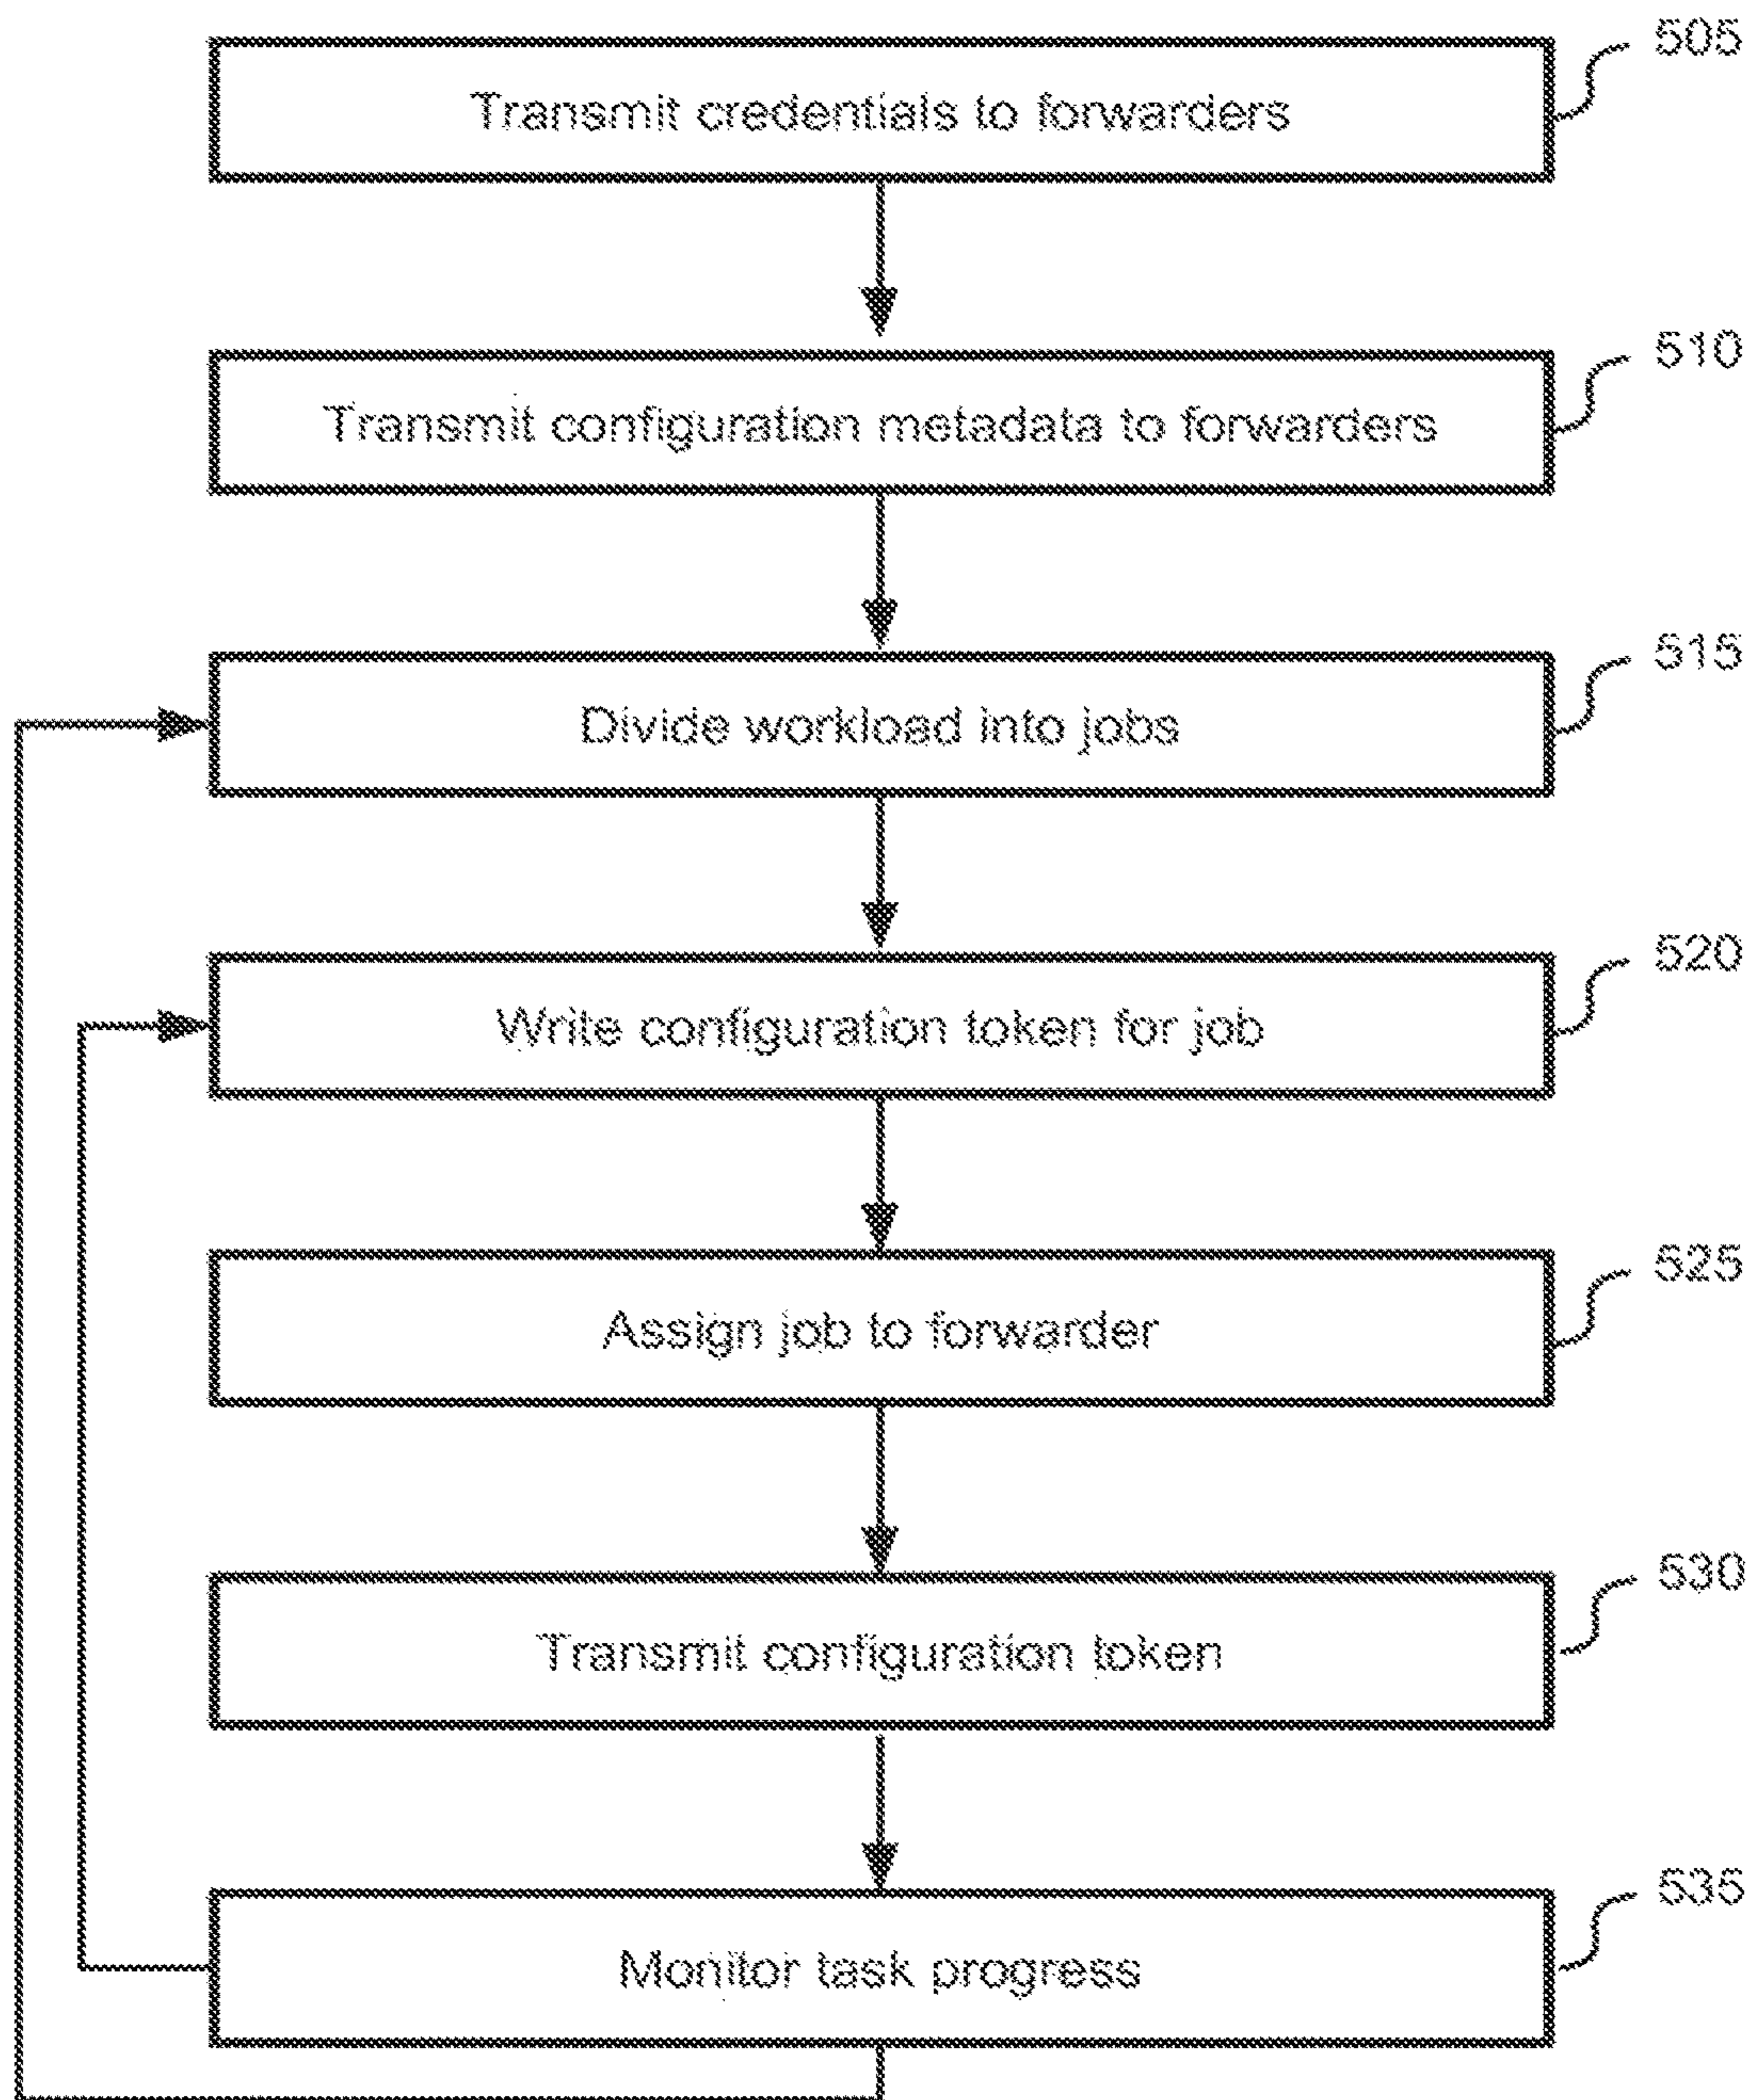 505
Transmit credentials to forwarders
510
Transmit configuration metadata to forwarders
515
Divide workload into jobs
520
Write configuration token for job
525
Assign job to forwarder
530
Transmit configuration token
535
Monitor task progress